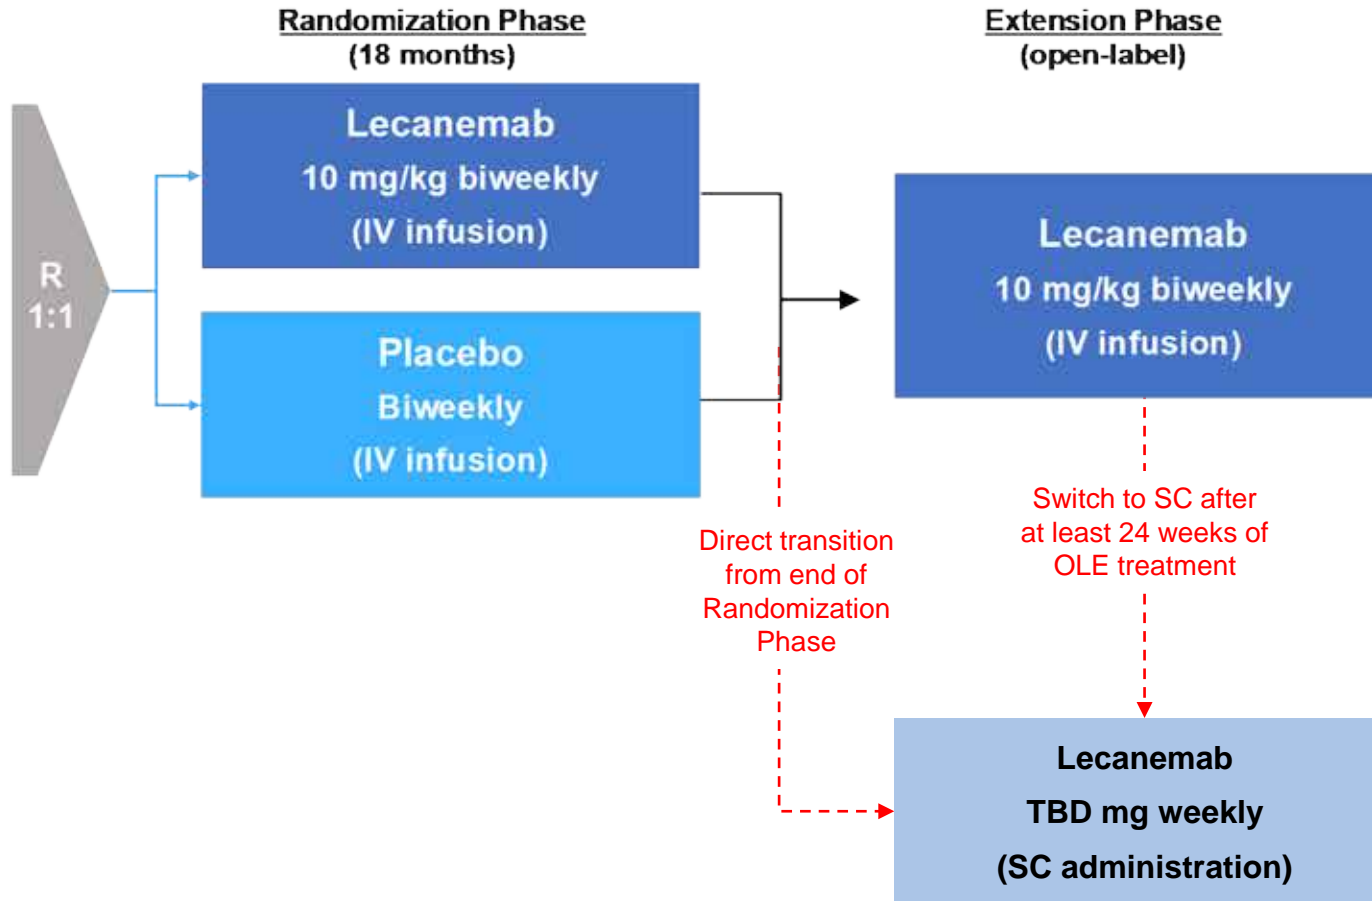 Randomization Phase
(18 months)
Extension Phase
(open-label)
R
1:1
Lecanemab
10 mg/kg biweekly
(IV infusion)
Placebo
Biweekly
(IV infusion)
Lecanemab
10 mg/kg biweekly
(IV infusion)
Direct transition
from end of
Randomization
Phase
Switch to SC after
at least 24 weeks of
OLE treatment
Lecanemab
TBD mg weekly
(SC administration)